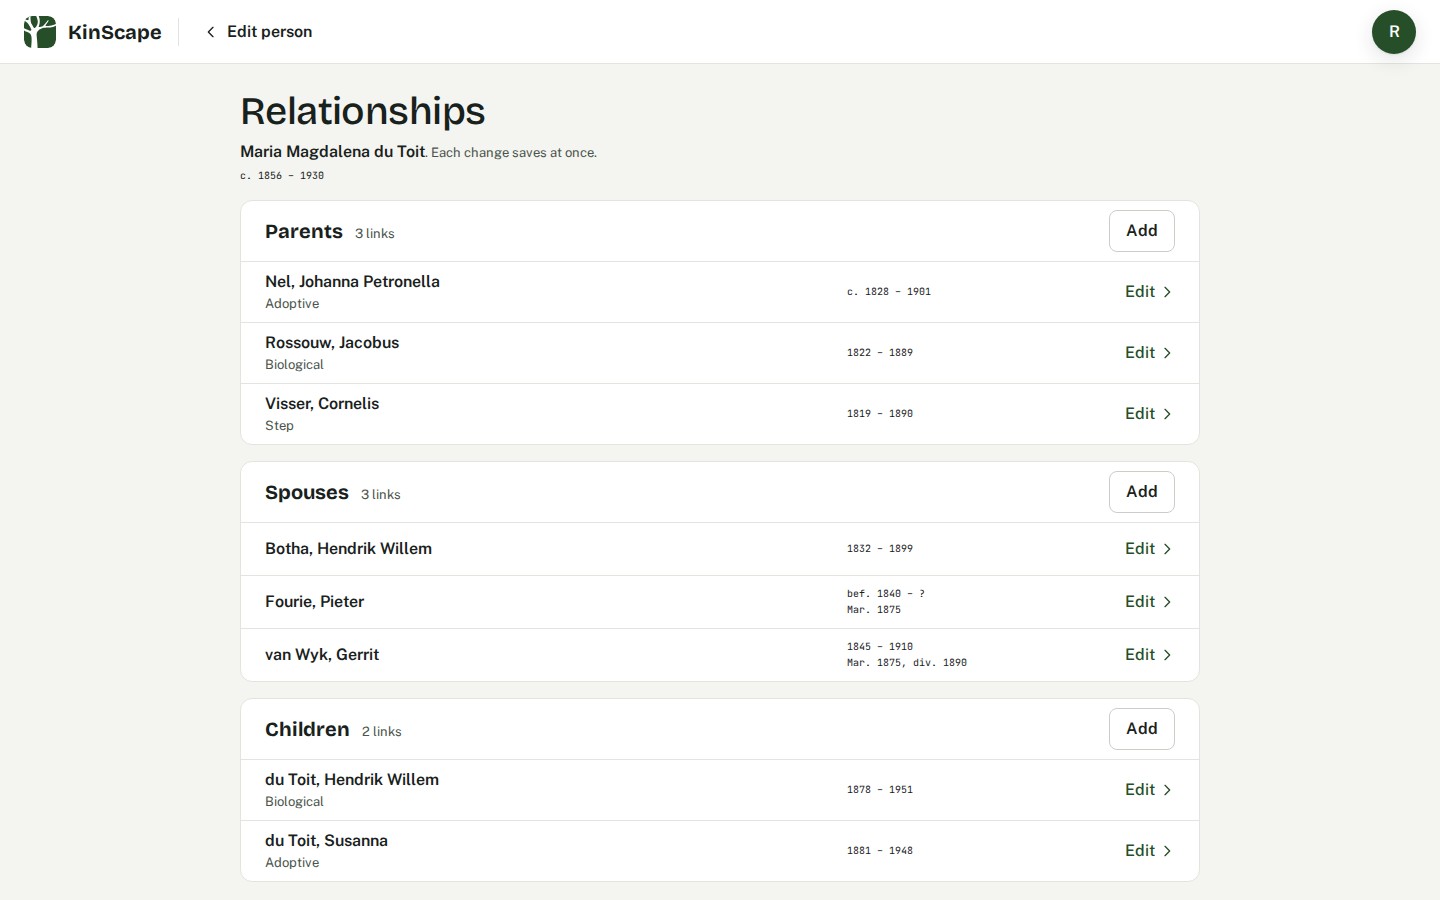 KinScape
Edit person
R
Relationships
Maria Magdalena du Toit. Each change saves at once.
c. 1856 – 1930
Parents 3 links Add
Nel, Johanna Petronella
Adoptive
c. 1828 – 1901
Edit
Rossouw, Jacobus
Biological
1822 – 1889
Edit
Visser, Cornelis
Step
1819 – 1890
Edit
Spouses 3 links Add
Botha, Hendrik Willem
1832 – 1899
Edit
Fourie, Pieter
bef. 1840 – ?
Mar. 1875
Edit
van Wyk, Gerrit
1845 – 1910
Mar. 1875, div. 1890
Edit
Children 2 links Add
du Toit, Hendrik Willem
Biological
1878 – 1951
Edit
du Toit, Susanna
Adoptive
1881 – 1948
Edit